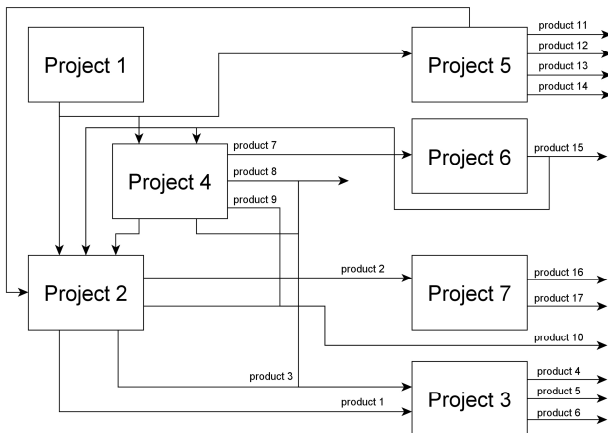 product 11
Project 1
product 12
Project 5
product 13
product 14
product 7
Project 6
product 15
Project 4
product 8
product 9
product 2
product 16
Project 2
Project 7
product 17
product 10
product 3
product 4
Project 3
product 5
product 1
product 6